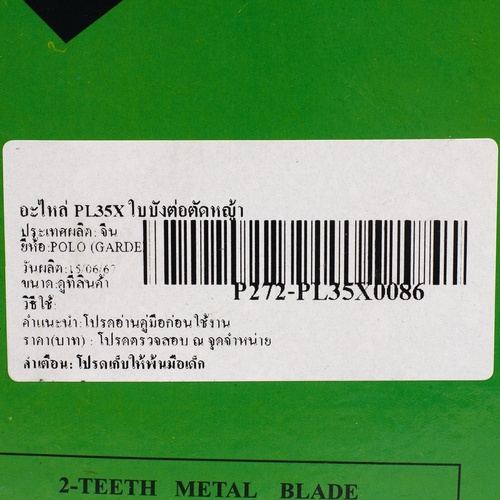 อะไหล่ PL35X ใบบังต่อตัดหญ้า
ประเทศผลิต: จีน
ยี่ห้อ:POLO (GARDE
วันผลิต:15/06/67
ขนาด:ดูที่สินค้า
P272-PL35X0086
วิธีใช้:
คำแนะนำ:โปรดอ่านคู่มือก่อนใช้งาน
ราคา(บาท) : โปรดตรวจสอบ ณ จุดจำหน่าย
คำเตือน: โปรดเก็บให้พ้นมือเด็ก
2-TEETH METAL BLADE